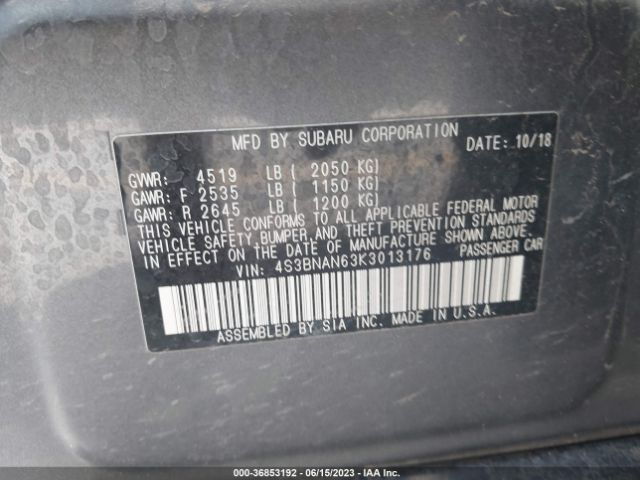 MFD BY SUBARU CORPORATION DATE: 10/18
GVWR: 4519 LB ( 2050 KG)
GAWR: F 2535 LB ( 1150 KG)
GAWR: R 2645 LB ( 1200 KG)
THIS VEHICLE CONFORMS TO ALL APPLICABLE FEDERAL MOTOR
VEHICLE SAFETY,BUMPER,AND THEFT PREVENTION STANDARDS
IN EFFECT ON THE DATE OF MANUFACTURE SHOWN ABOVE.
VIN: 4S3BNAN63K3013176 PASSENGER CAR
ASSEMBLED BY SIA INC. MADE IN U.S.A.
000-36853192 - 06/15/2023 - IAA Inc.